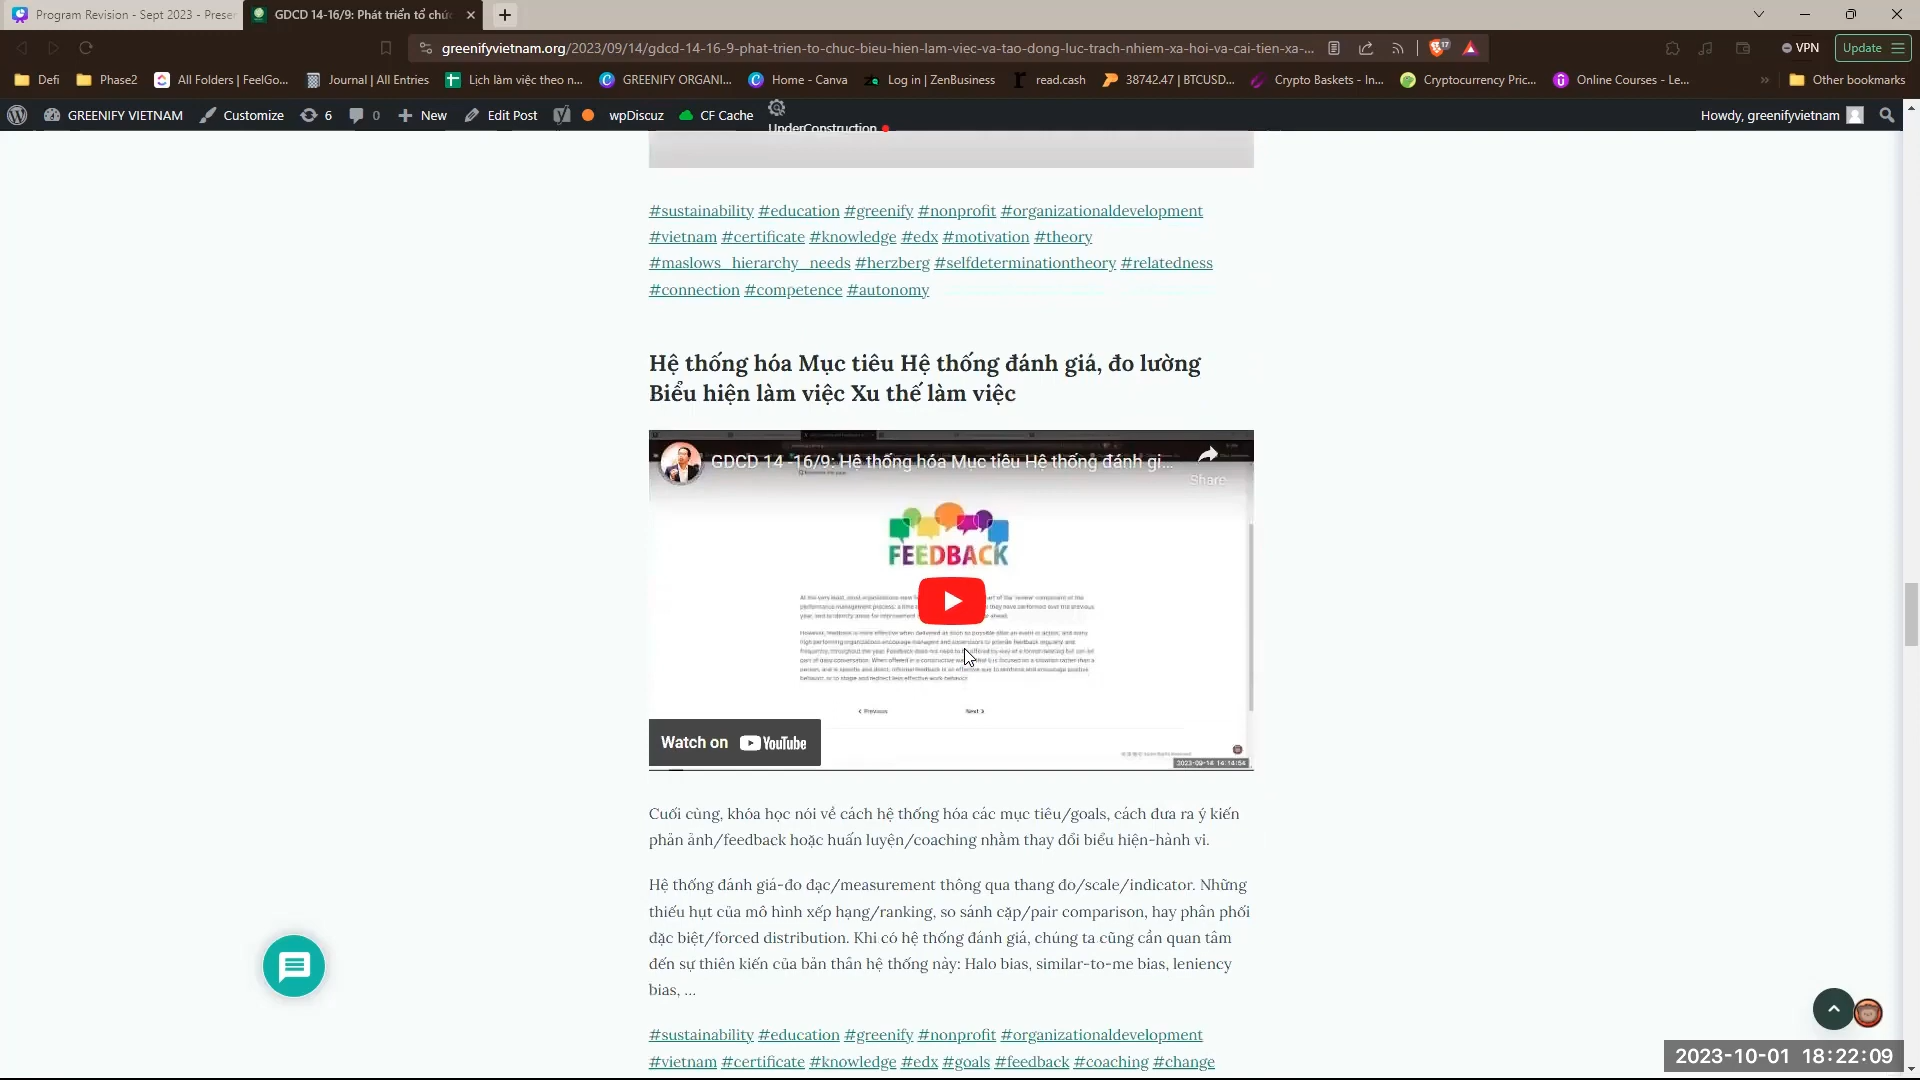 Program Revision - Sept 2023 - Preser
GDCD 14-16/9: Phát triển tổ chức
greenifyvietnam.org/2023/09/14/gdcd-14-16-9-phat-trien-to-chuc-bieu-hien-lam-viec-va-tao-dong-luc-trach-nhiem-xa-hoi-va-cai-tien-xa-...
17
VPN
Update
Defi
Phase2
All Folders | FeelGo...
Journal | All Entries
Lịch làm việc theo n...
GREENIFY ORGANI...
Home - Canva
Log in | ZenBusiness
read.cash
38742.47 | BTCUSD...
Crypto Baskets - In...
Cryptocurrency Pric...
Online Courses - Le...
Other bookmarks
GREENIFY VIETNAM
Customize
6
0
New
Edit Post
wpDiscuz
CF Cache
UnderConstruction
Howdy, greenifyvietnam
#sustainability #education #greenify #nonprofit #organizationaldevelopment
#vietnam #certificate #knowledge #edx #motivation #theory
#maslows_hierarchy_needs #herzberg #selfdeterminationtheory #relatedness
#connection #competence #autonomy
Hệ thống hóa Mục tiêu Hệ thống đánh giá, đo lường
Biểu hiện làm việc Xu thế làm việc
GDCD 14 -16/9: Hệ thống hóa Mục tiêu Hệ thống đánh gi...
Share
FEEDBACK
Previous
Next
Watch on YouTube
2023-09-14 14:14:54
Cuối cùng, khóa học nói về cách hệ thống hóa các mục tiêu/goals, cách đưa ra ý kiến
phản ảnh/feedback hoặc huấn luyện/coaching nhằm thay đổi biểu hiện-hành vi.
Hệ thống đánh giá-đo đạc/measurement thông qua thang đo/scale/indicator. Những
thiếu hụt của mô hình xếp hạng/ranking, so sánh cặp/pair comparison, hay phân phối
đặc biệt/forced distribution. Khi có hệ thống đánh giá, chúng ta cũng cần quan tâm
đến sự thiên kiến của bản thân hệ thống này: Halo bias, similar-to-me bias, leniency
bias, ...
#sustainability #education #greenify #nonprofit #organizationaldevelopment
#vietnam #certificate #knowledge #edx #goals #feedback #coaching #change
2023-10-01 18:22:09